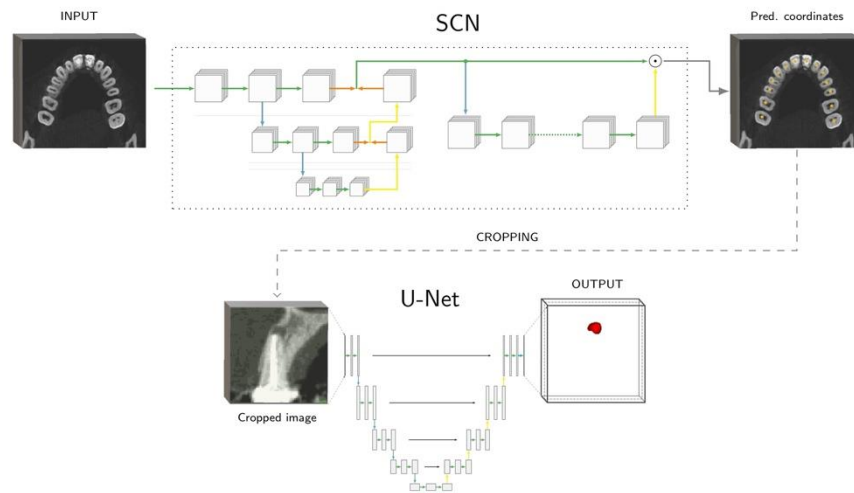 INPUT
SCN
Pred. coordinates
CROPPING
U-Net
OUTPUT
Cropped image